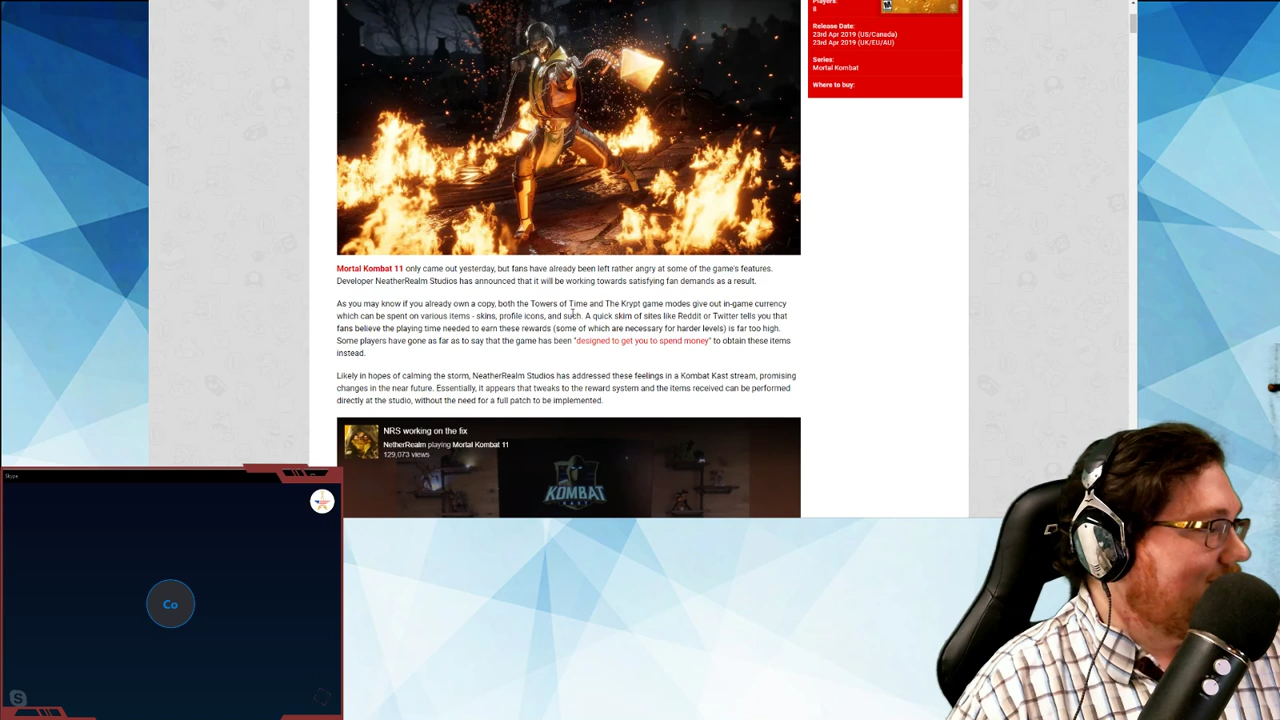 Players:
8
Release Date:
23rd Apr 2019 (US/Canada)
23rd Apr 2019 (UK/EU/AU)
Series:
Mortal Kombat
Where to buy:
Mortal Kombat 11 only came out yesterday, but fans have already been left rather angry at some of the game's features.
Developer NeatherRealm Studios has announced that it will be working towards satisfying fan demands as a result.
As you may know if you already own a copy, both the Towers of Time and The Krypt game modes give out in-game currency
which can be spent on various items - skins, profile icons, and such. A quick skim of sites like Reddit or Twitter tells you that
fans believe the playing time needed to earn these rewards (some of which are necessary for harder levels) is far too high.
Some players have gone as far as to say that the game has been "designed to get you to spend money" to obtain these items
instead.
Likely in hopes of calming the storm, NeatherRealm Studios has addressed these feelings in a Kombat Kast stream, promising
changes in the near future. Essentially, it appears that tweaks to the reward system and the items received can be performed
directly at the studio, without the need for a full patch to be implemented.
NRS working on the fix
NetherRealm playing Mortal Kombat 11
129,073 views
KOMBAT
KAST
Skype
Co